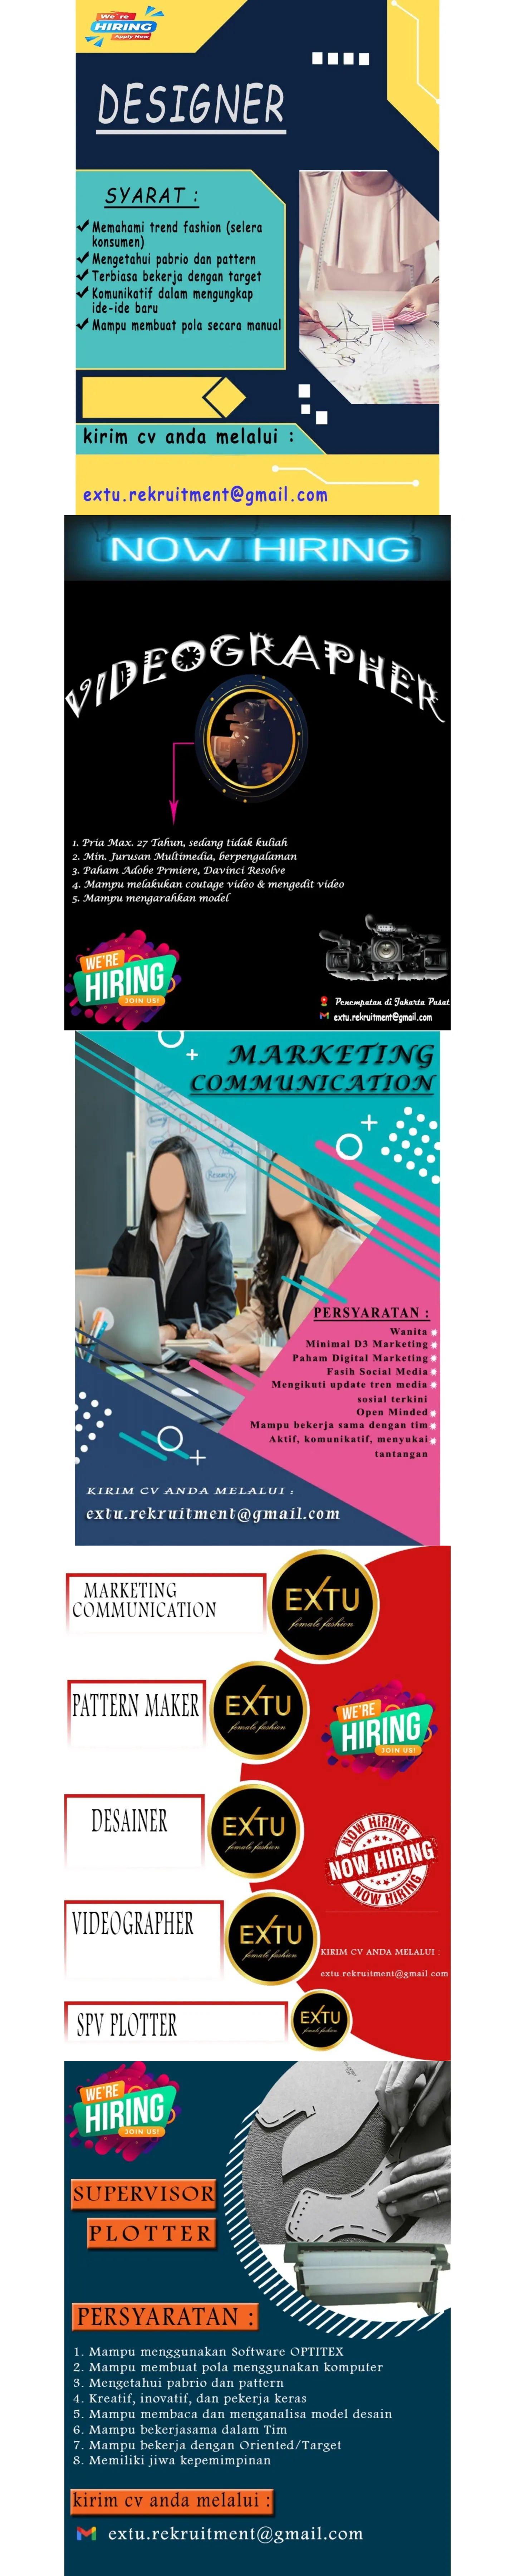 We're
HIRING
Apply Now
DESIGNER
SYARAT :
Memahami trend fashion (selera
konsumen)
Mengetahui pabrio dan pattern
Terbiasa bekerja dengan target
Komunikatif dalam mengungkap
ide-ide baru
Mampu membuat pola secara manual
kirim cv anda melalui :
extu.rekruitment@gmail.com
NOW HIRING
VIDEOGRAPHER
1. Pria Max. 27 Tahun, sedang tidak kuliah
2. Min. Jurusan Multimedia, berpengalaman
3. Paham Adobe Prmiere, Davinci Resolve
4. Mampu melakukan coutage video & mengedit video
5. Mampu mengarahkan model
WE'RE
HIRING
JOIN US!
Penempatan di Jakarta Pusat
extu.rekruitment@gmail.com
MARKETING
COMMUNICATION
PERSYARATAN :
Wanita
Minimal D3 Marketing
Paham Digital Marketing
Fasih Social Media
Mengikuti update tren media
sosial terkini
Open Minded
Mampu bekerja sama dengan tim
Aktif, komunikatif, menyukai
tantangan
KIRIM CV ANDA MELALUI :
extu.rekruitment@gmail.com
MARKETING
COMMUNICATION
EXTU
female fashion
PATTERN MAKER
EXTU
female fashion
WE'RE
HIRING
JOIN US!
DESAINER
EXTU
female fashion
NOW HIRING
NOW HIRING
NOW HIRING
VIDEOGRAPHER
EXTU
female fashion
KIRIM CV ANDA MELALUI :
extu.rekruitment@gmail.com
SPV PLOTTER
EXTU
female fashion
WE'RE
HIRING
JOIN US!
SUPERVISOR
PLOTTER
PERSYARATAN :
1. Mampu menggunakan Software OPTITEX
2. Mampu membuat pola menggunakan komputer
3. Mengetahui pabrio dan pattern
4. Kreatif, inovatif, dan pekerja keras
5. Mampu membaca dan menganalisa model desain
6. Mampu bekerjasama dalam Tim
7. Mampu bekerja dengan Oriented/Target
8. Memiliki jiwa kepemimpinan
kirim cv anda melalui :
extu.rekruitment@gmail.com